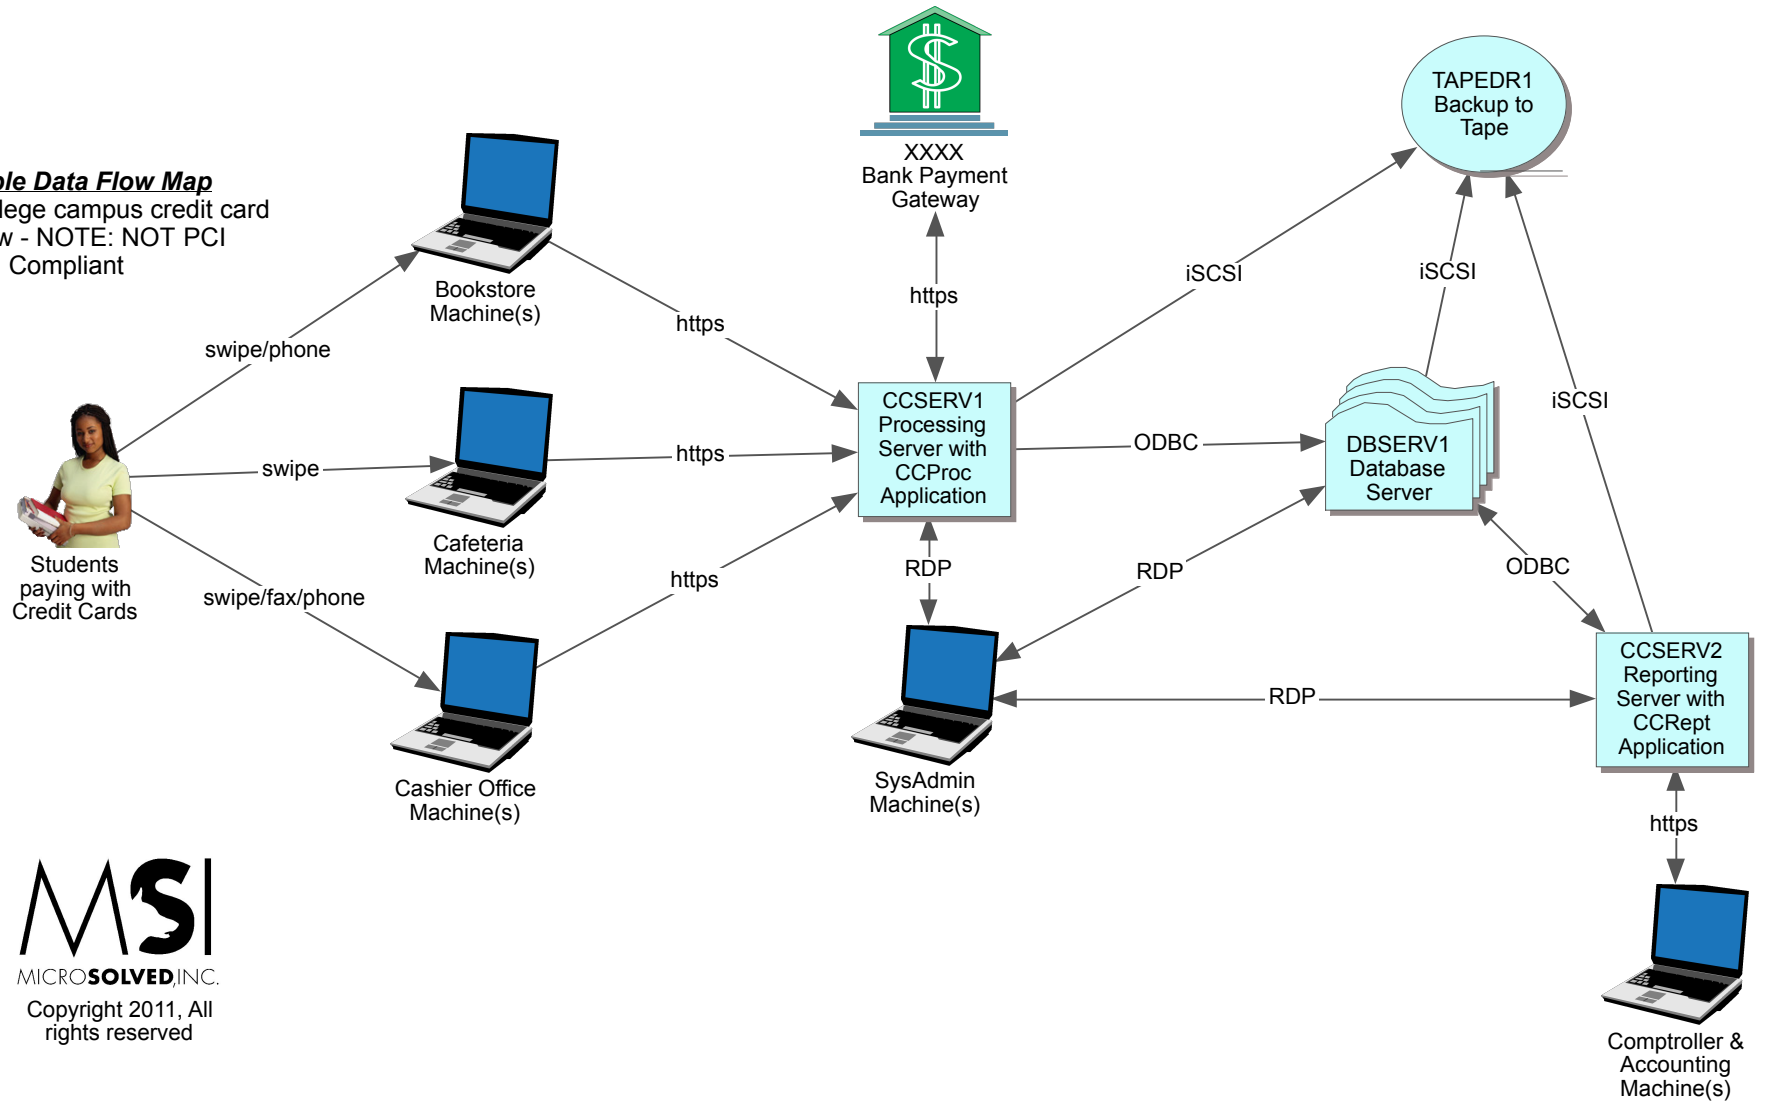 XXXX
Bank Payment
Gateway
TAPEDR1
Backup to
Tape
ple Data Flow Map
lege campus credit card
w - NOTE: NOT PCI
Compliant
Bookstore
Machine(s)
https
https
iSCSI
iSCSI
iSCSI
swipe/phone
swipe
swipe/fax/phone
Students
paying with
Credit Cards
Cafeteria
Machine(s)
https
https
CCSERV1
Processing
Server with
CCProc
Application
ODBC
DBSERV1
Database
Server
RDP
RDP
ODBC
RDP
Cashier Office
Machine(s)
SysAdmin
Machine(s)
CCSERV2
Reporting
Server with
CCRept
Application
https
Comptroller &
Accounting
Machine(s)
MSI
MICROSOLVED,INC.
Copyright 2011, All
rights reserved